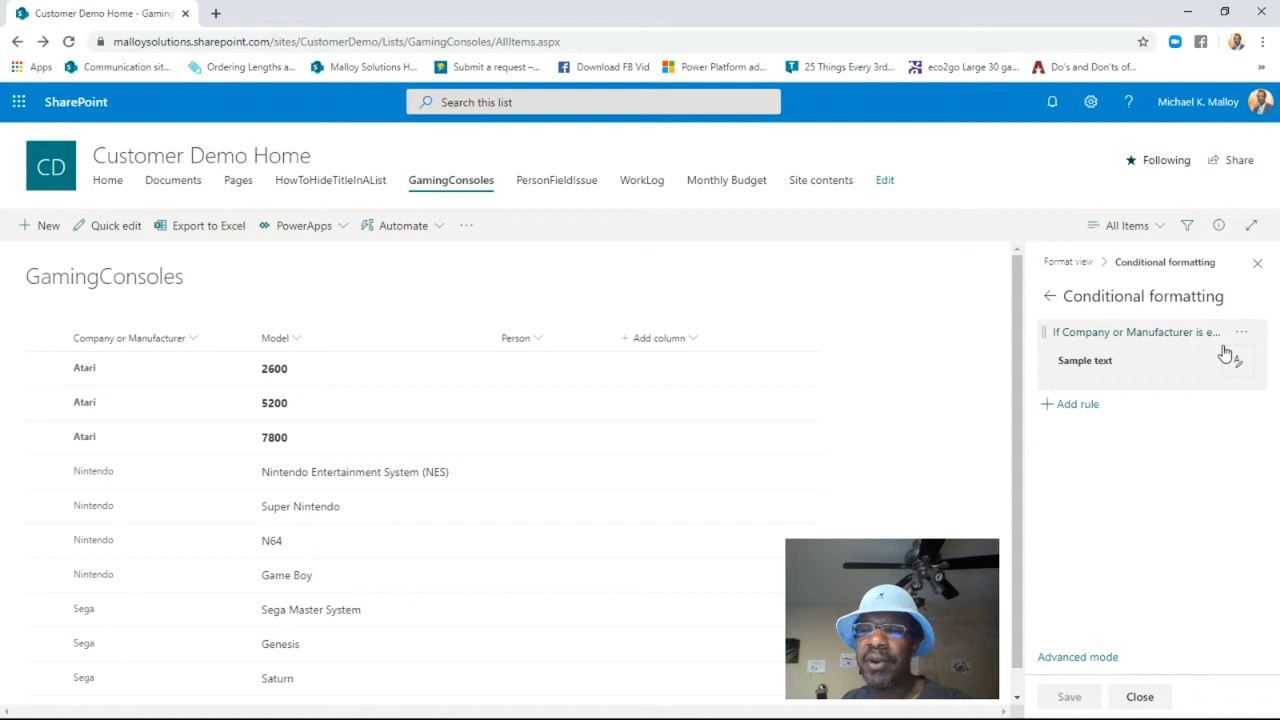 Customer Demo Home - Gaming
malloysolutions.sharepoint.com/sites/CustomerDemo/Lists/GamingConsoles/AllItems.aspx
Apps Communication sit... Ordering Lengths a... Malloy Solutions H... Submit a request –... Download FB Vid Power Platform ad... 25 Things Every 3rd... eco2go Large 30 ga... Do's and Don'ts of... »
SharePoint Search this list ? Michael K. Malloy
CD Customer Demo Home Following Share
Home Documents Pages HowToHideTitleInAList GamingConsoles PersonFieldIssue WorkLog Monthly Budget Site contents Edit
New Quick edit Export to Excel PowerApps Automate ... All Items
GamingConsoles
Company or Manufacturer Model Person + Add column
Atari 2600
Atari 5200
Atari 7800
Nintendo Nintendo Entertainment System (NES)
Nintendo Super Nintendo
Nintendo N64
Nintendo Game Boy
Sega Sega Master System
Sega Genesis
Sega Saturn
Format view > Conditional formatting
Conditional formatting
If Company or Manufacturer is e... ...
Sample text
+ Add rule
Advanced mode
Save Close